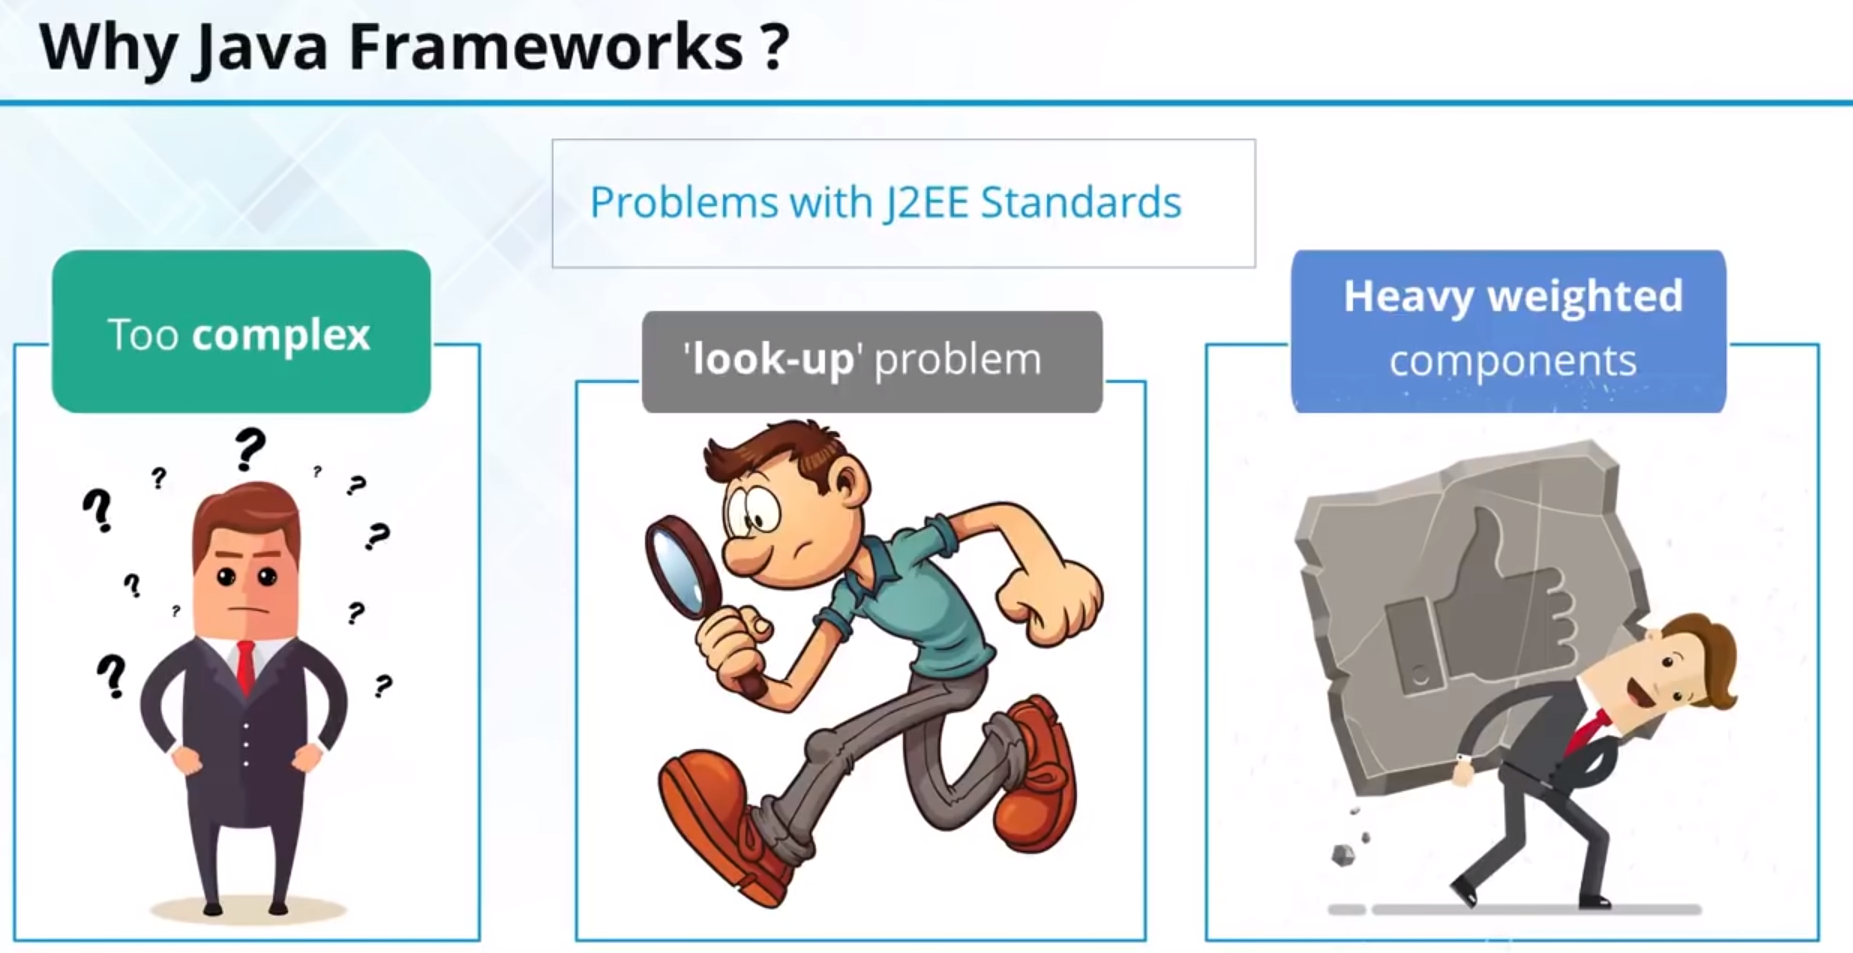 Why Java Frameworks ?
Problems with J2EE Standards
Too complex
'look-up' problem
Heavy weighted
components
? ? ? ? ? ? ? ? ? ? ?